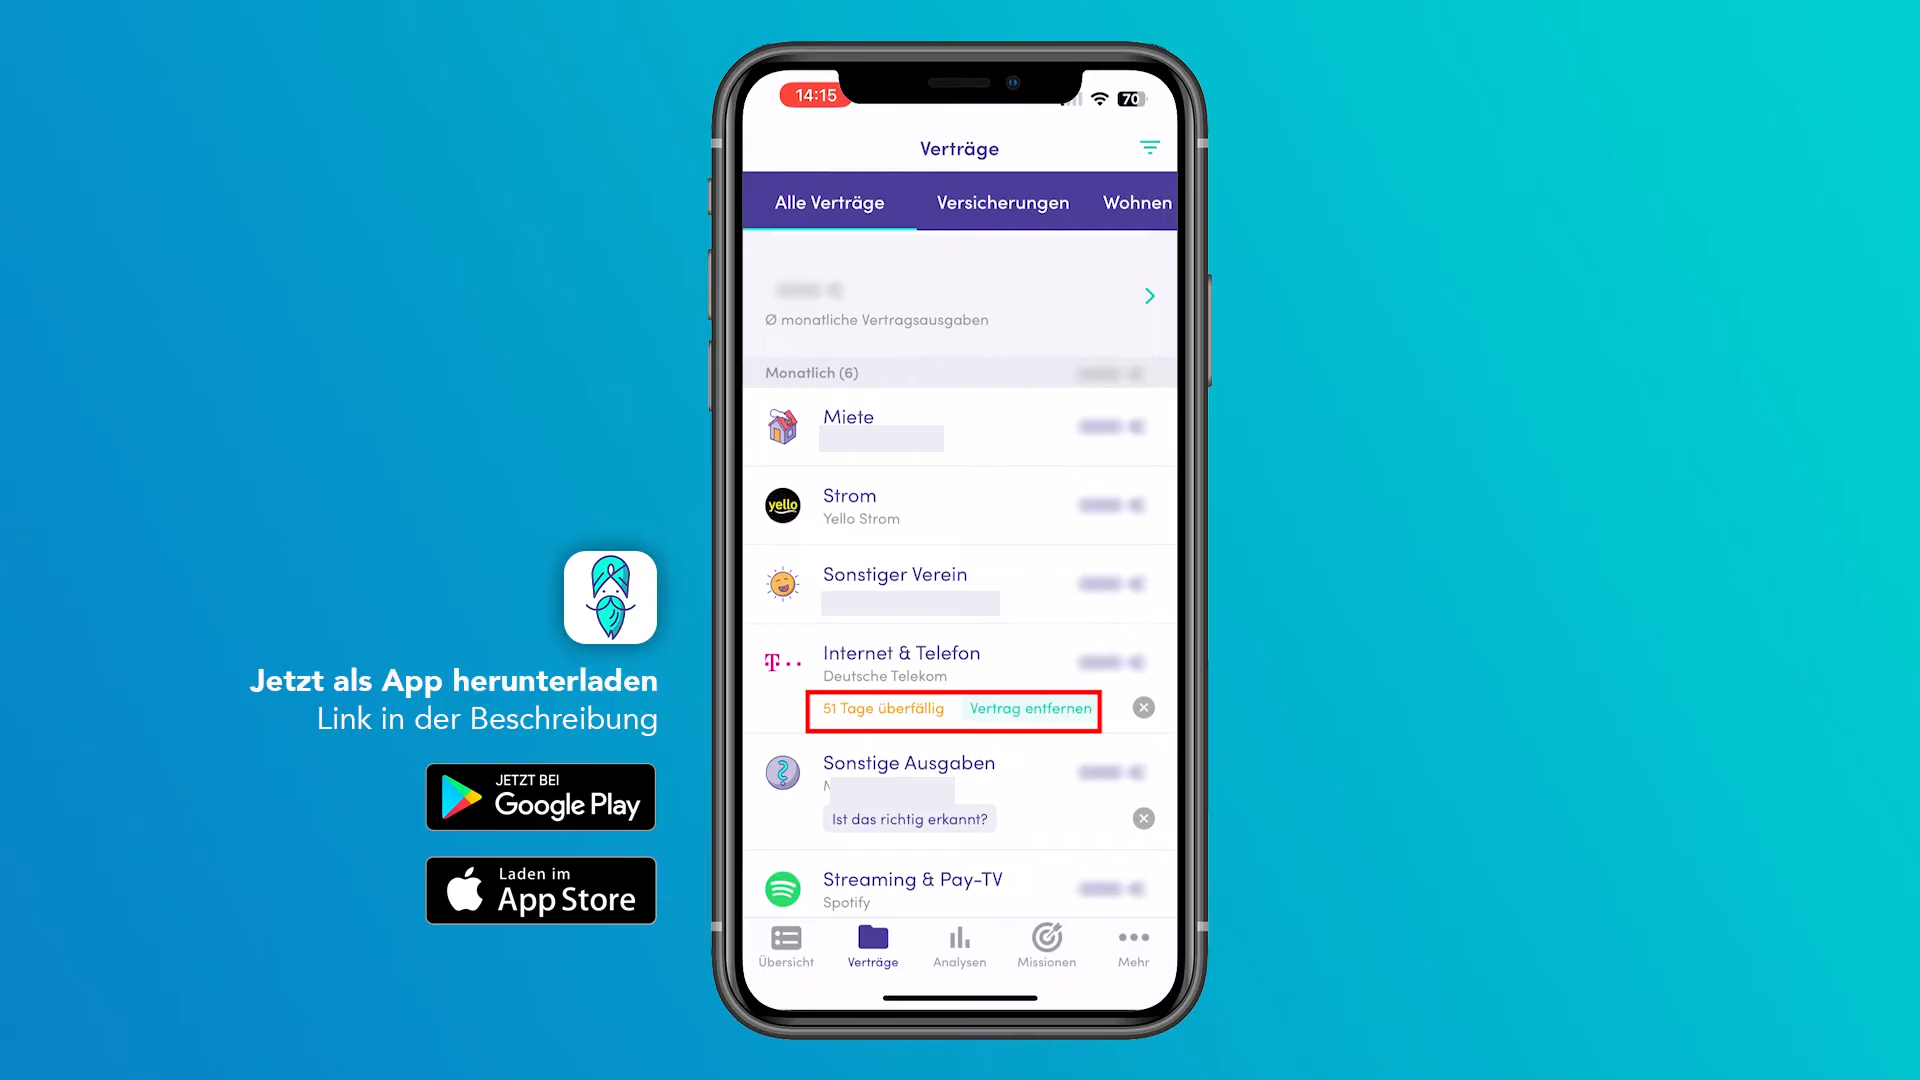 14:15
70
Verträge
Alle Verträge
Versicherungen
Wohnen
Ø monatliche Vertragsausgaben
Monatlich (6)
Miete
yello
Strom
Yello Strom
Sonstiger Verein
T
Internet & Telefon
Deutsche Telekom
51 Tage überfällig
Vertrag entfernen
Sonstige Ausgaben
Ist das richtig erkannt?
Streaming & Pay-TV
Spotify
Übersicht
Verträge
Analysen
Missionen
Mehr
Jetzt als App herunterladen
Link in der Beschreibung
JETZT BEI
Google Play
Laden im
App Store